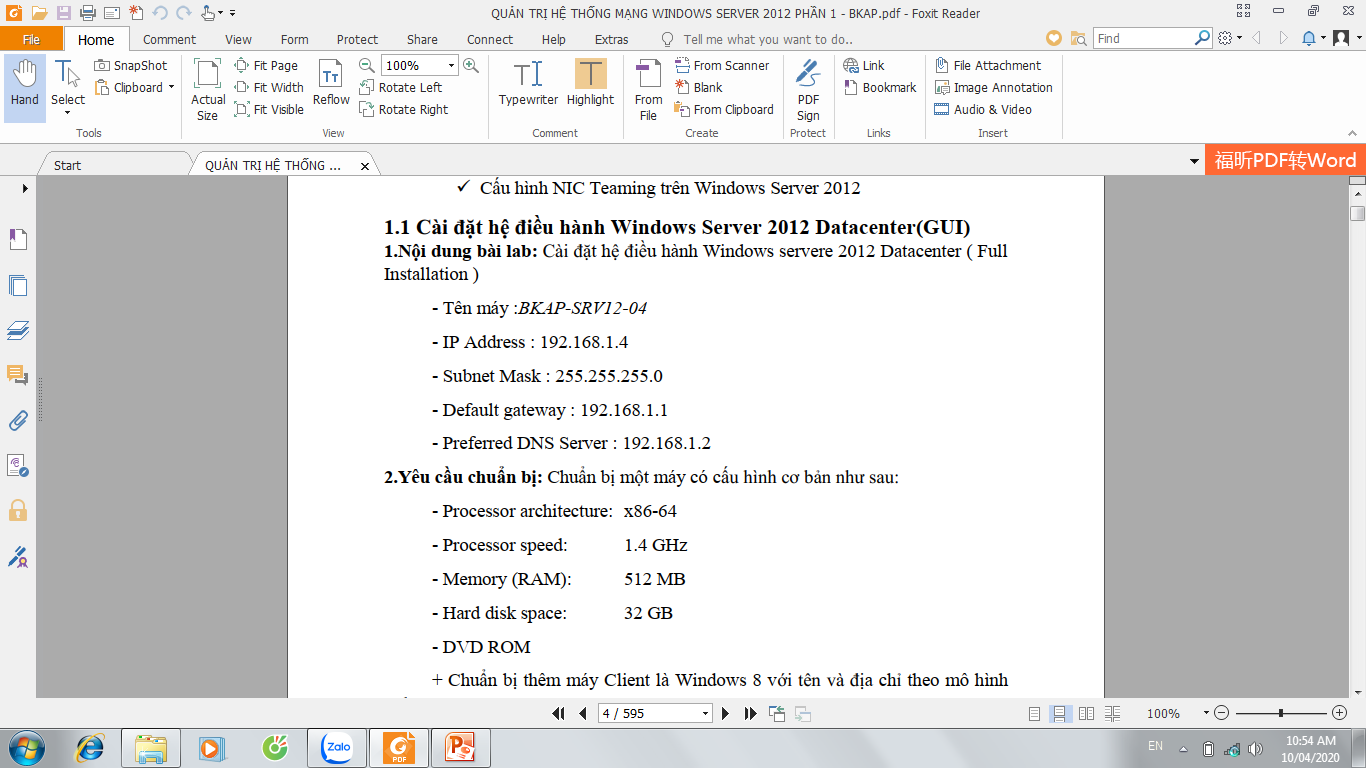 QUẢN TRỊ HỆ THỐNG MẠNG WINDOWS SERVER 2012 PHẦN 1 - BKAP.pdf - Foxit Reader
File Home Comment View Form Protect Share Connect Help Extras Tell me what you want to do.. Find
Hand
Select
SnapShot
Clipboard
Tools
Actual
Size
Fit Page
Fit Width
Fit Visible
Reflow
100%
Rotate Left
Rotate Right
View
Typewriter
Highlight
Comment
From
File
From Scanner
Blank
From Clipboard
Create
PDF
Sign
Protect
Link
Bookmark
Links
File Attachment
Image Annotation
Audio & Video
Insert
Start
QUẢN TRỊ HỆ THỐNG ...
福昕PDF转Word
✓ Cấu hình NIC Teaming trên Windows Server 2012
1.1 Cài đặt hệ điều hành Windows Server 2012 Datacenter(GUI)
1.Nội dung bài lab: Cài đặt hệ điều hành Windows servere 2012 Datacenter ( Full
Installation )
- Tên máy :BKAP-SRV12-04
- IP Address : 192.168.1.4
- Subnet Mask : 255.255.255.0
- Default gateway : 192.168.1.1
- Preferred DNS Server : 192.168.1.2
2.Yêu cầu chuẩn bị: Chuẩn bị một máy có cấu hình cơ bản như sau:
- Processor architecture: x86-64
- Processor speed: 1.4 GHz
- Memory (RAM): 512 MB
- Hard disk space: 32 GB
- DVD ROM
+ Chuẩn bị thêm máy Client là Windows 8 với tên và địa chỉ theo mô hình
4 / 595
100%
Zalo
PDF
EN
10:54 AM
10/04/2020